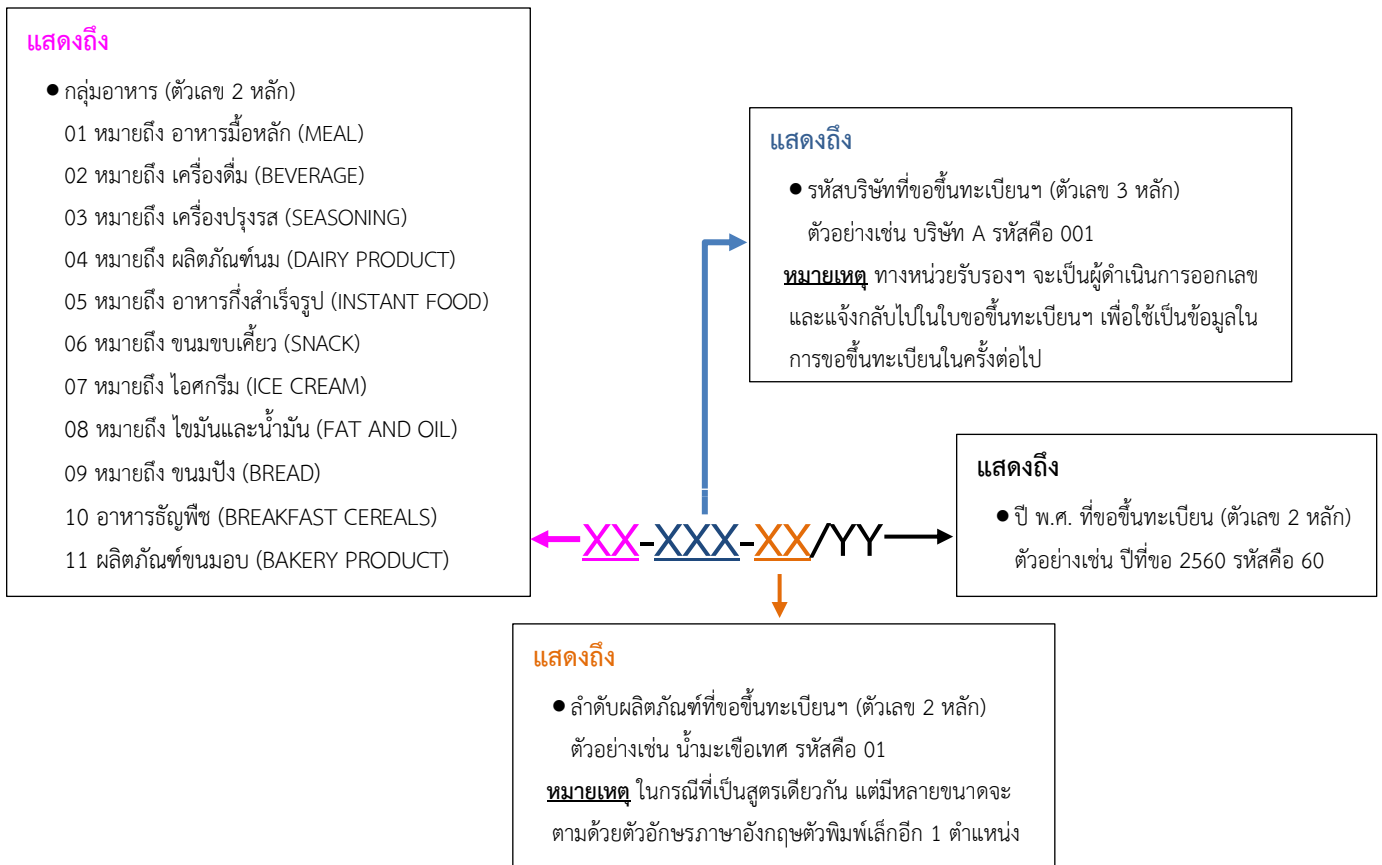 แสดงถึง
● กลุ่มอาหาร (ตัวเลข 2 หลัก)
01 หมายถึง อาหารมื้อหลัก (MEAL)
02 หมายถึง เครื่องดื่ม (BEVERAGE)
03 หมายถึง เครื่องปรุงรส (SEASONING)
04 หมายถึง ผลิตภัณฑ์นม (DAIRY PRODUCT)
05 หมายถึง อาหารกึ่งสำเร็จรูป (INSTANT FOOD)
06 หมายถึง ขนมขบเคี้ยว (SNACK)
07 หมายถึง ไอศกรีม (ICE CREAM)
08 หมายถึง ไขมันและน้ำมัน (FAT AND OIL)
09 หมายถึง ขนมปัง (BREAD)
10 อาหารธัญพืช (BREAKFAST CEREALS)
11 ผลิตภัณฑ์ขนมอบ (BAKERY PRODUCT)
แสดงถึง
● รหัสบริษัทที่ขอขึ้นทะเบียนฯ (ตัวเลข 3 หลัก)
ตัวอย่างเช่น บริษัท A รหัสคือ 001
หมายเหตุ ทางหน่วยรับรองฯ จะเป็นผู้ดำเนินการออกเลข
และแจ้งกลับไปในใบขอขึ้นทะเบียนฯ เพื่อใช้เป็นข้อมูลใน
การขอขึ้นทะเบียนในครั้งต่อไป
XX-XXX-XX/YY
แสดงถึง
● ปี พ.ศ. ที่ขอขึ้นทะเบียน (ตัวเลข 2 หลัก)
ตัวอย่างเช่น ปีที่ขอ 2560 รหัสคือ 60
แสดงถึง
● ลำดับผลิตภัณฑ์ที่ขอขึ้นทะเบียนฯ (ตัวเลข 2 หลัก)
ตัวอย่างเช่น น้ำมะเขือเทศ รหัสคือ 01
หมายเหตุ ในกรณีที่เป็นสูตรเดียวกัน แต่มีหลายขนาดจะ
ตามด้วยตัวอักษรภาษาอังกฤษตัวพิมพ์เล็กอีก 1 ตำแหน่ง